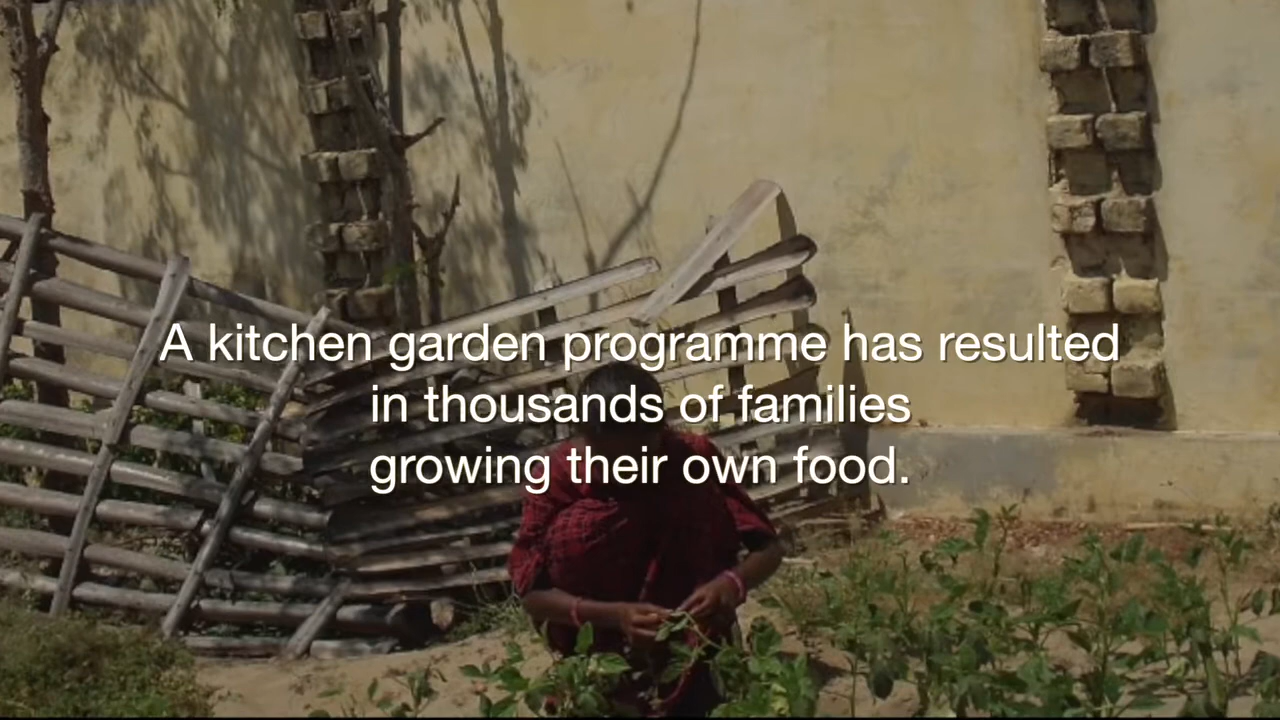 A kitchen garden programme has resulted
in thousands of families
growing their own food.